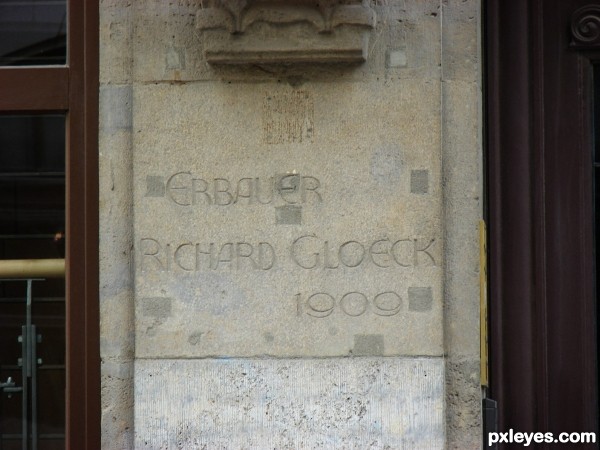 ERBAUER
RICHARD GLOECK
1909
pxleyes.com